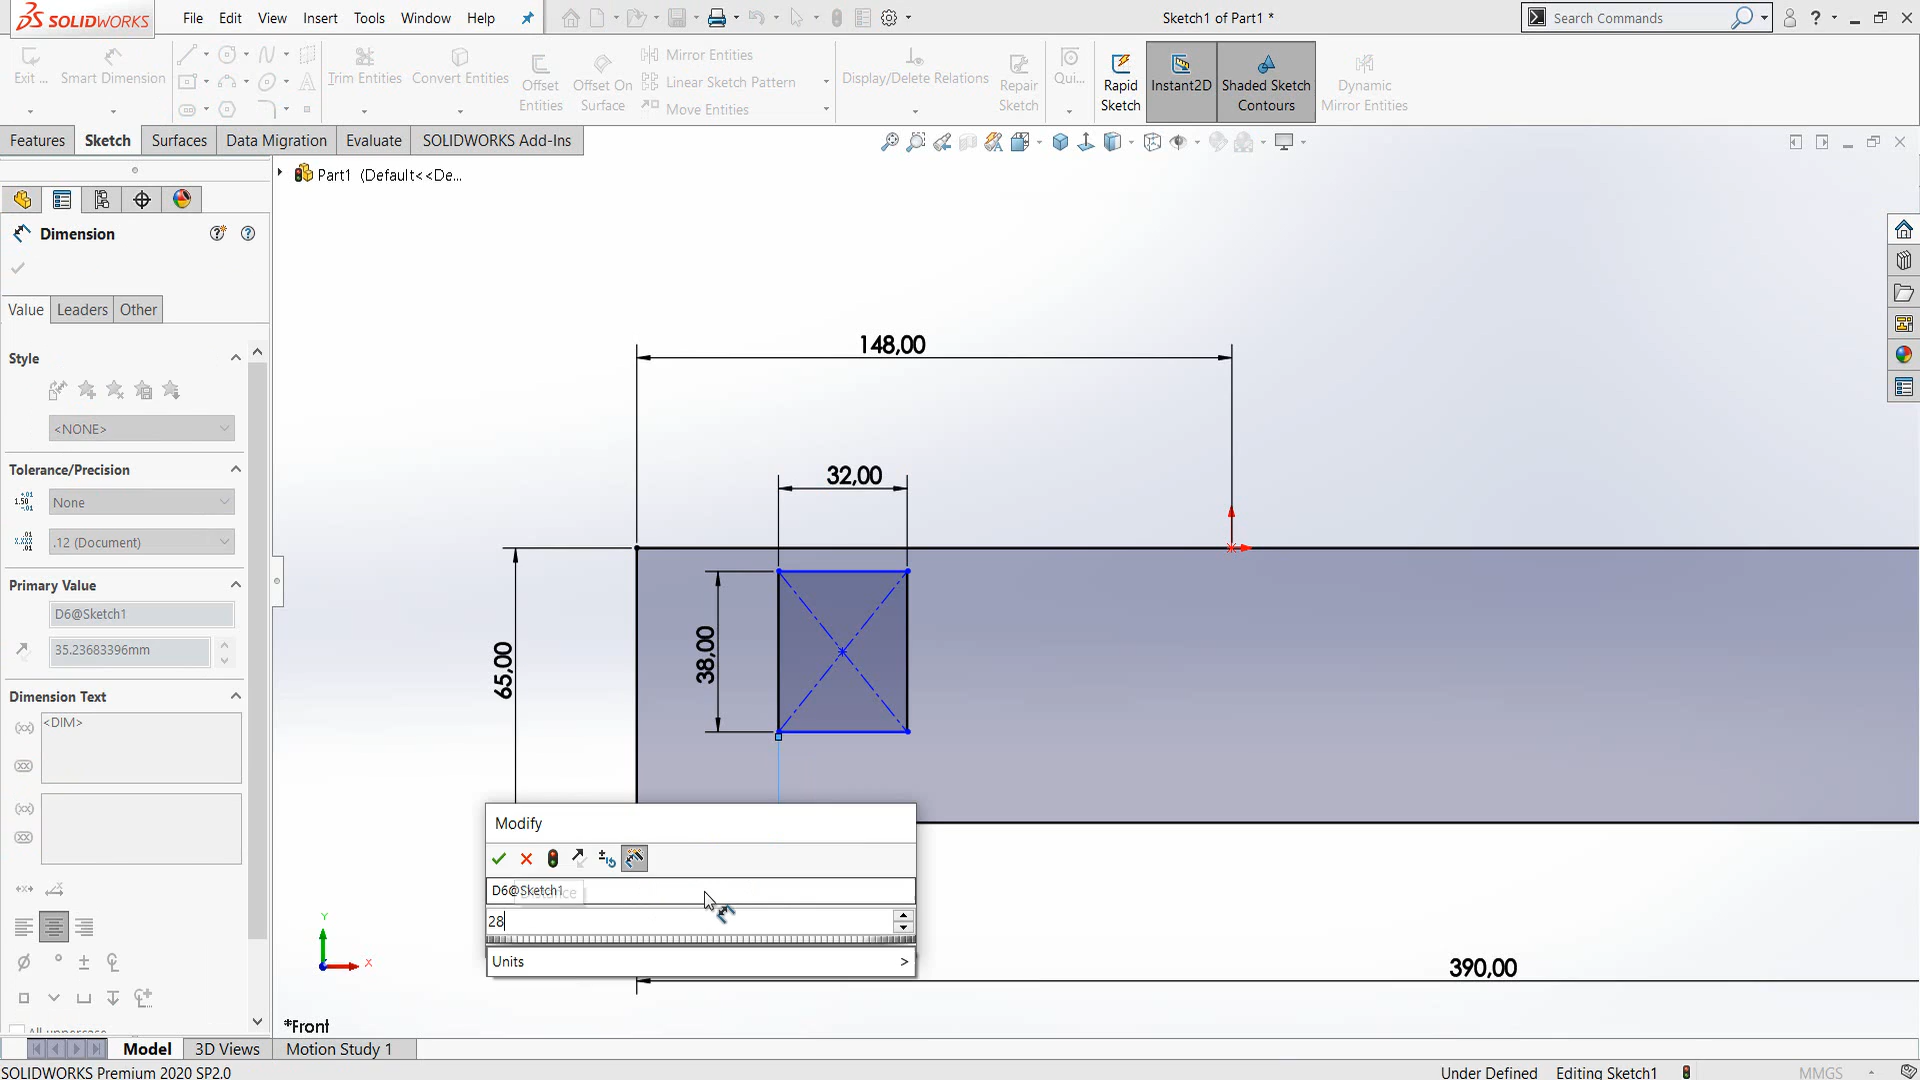 SOLIDWORKS
File Edit View Insert Tools Window Help
Sketch1 of Part1 *
Search Commands
?
Exit ...
Smart Dimension
Trim Entities
Convert Entities
Offset
Entities
Offset On
Surface
Mirror Entities
Linear Sketch Pattern
Move Entities
Display/Delete Relations
Repair
Sketch
Qui...
Rapid
Sketch
Instant2D
Shaded Sketch
Contours
Dynamic
Mirror Entities
Features Sketch Surfaces Data Migration Evaluate SOLIDWORKS Add-Ins
Part1 (Default<<De...
Dimension
Value Leaders Other
Style
<NONE>
Tolerance/Precision
None
.12 (Document)
Primary Value
D6@Sketch1
35.23683396mm
Dimension Text
<DIM>
All uppercase
148,00
32,00
38,00
65,00
390,00
Modify
D6@Sketch1
Distance
28
Units >
Y
X
*Front
Model 3D Views Motion Study 1
SOLIDWORKS Premium 2020 SP2.0
Under Defined Editing Sketch1 MMGS